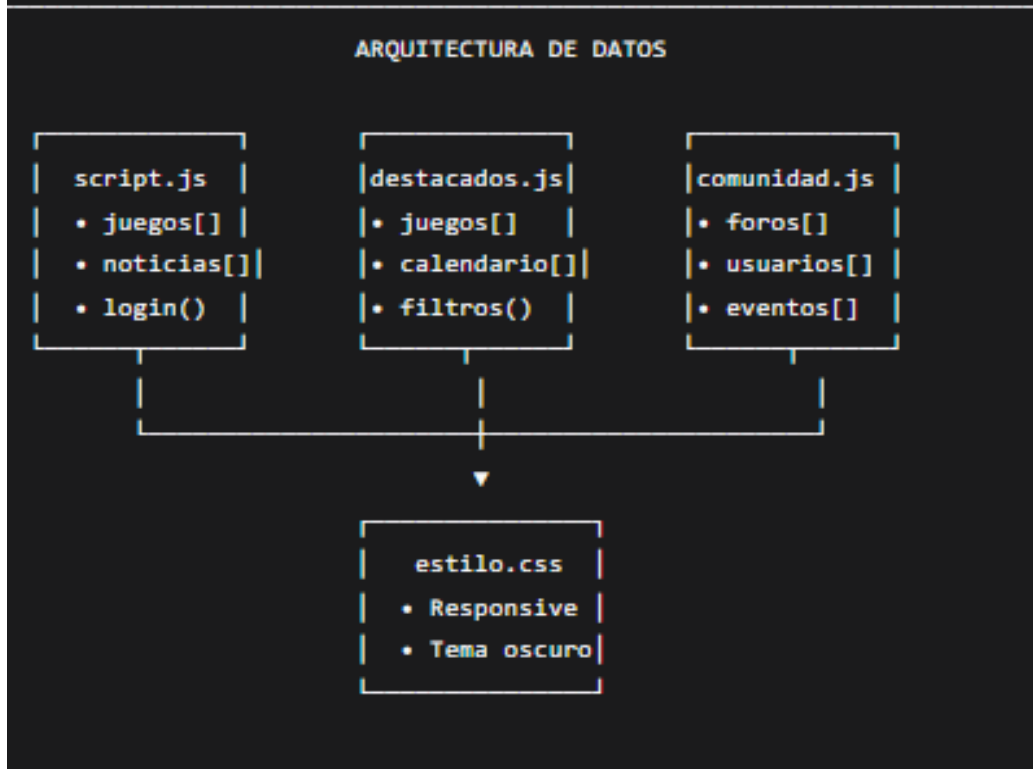 ARQUITECTURA DE DATOS
script.js
• juegos[]
• noticias[]
• login()
destacados.js
• juegos[]
• calendario[]
• filtros()
comunidad.js
• foros[]
• usuarios[]
• eventos[]
estilo.css
• Responsive
• Tema oscuro